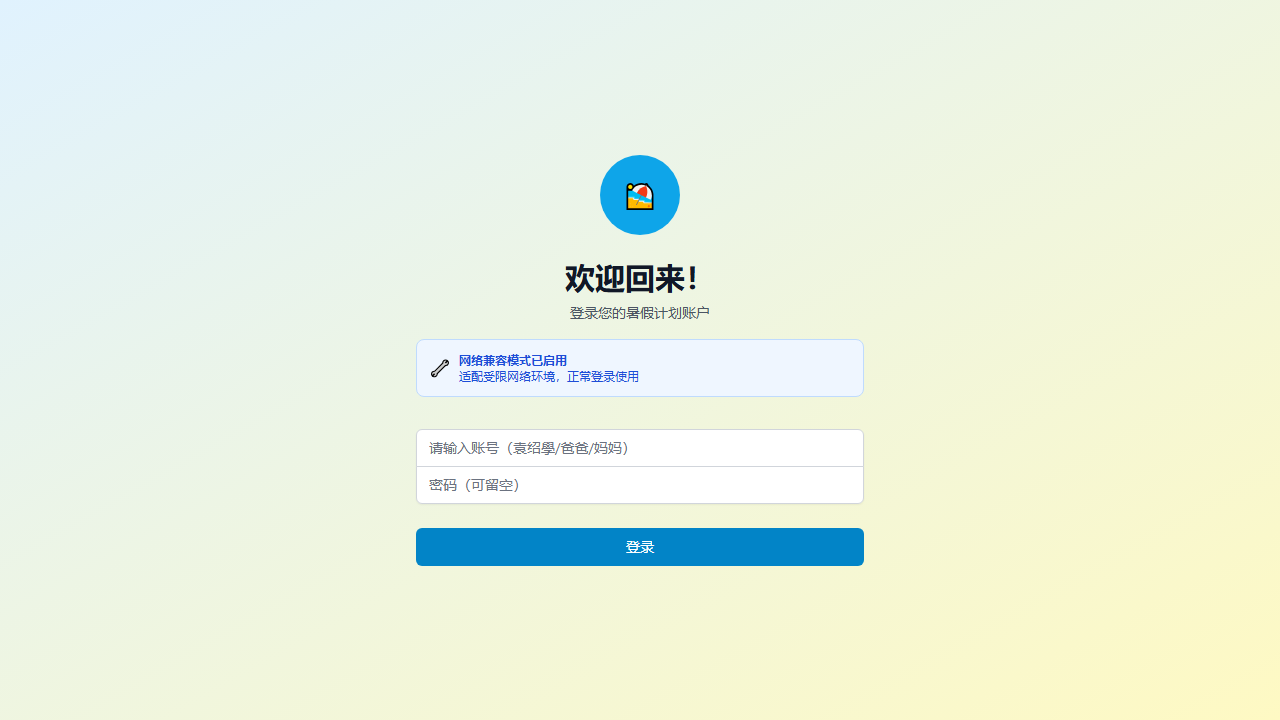 欢迎回来！
登录您的暑假计划账户
网络兼容模式已启用
适配受限网络环境，正常登录使用
请输入账号（袁绍學/爸爸/妈妈）
密码（可留空）
登录